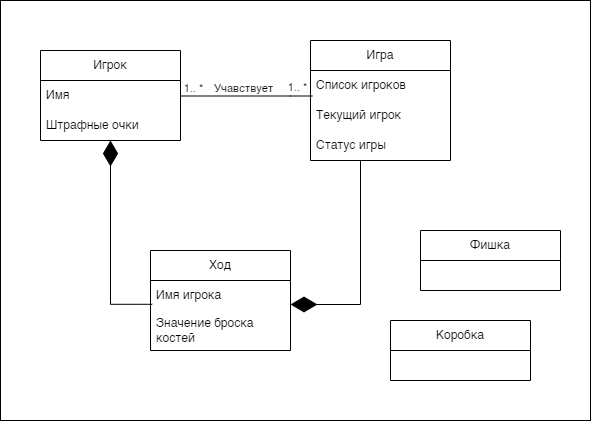 Игрок
Имя
Штрафные очки
1.. *
Учавствует
1.. *
Игра
Список игроков
Текущий игрок
Статус игры
Ход
Имя игрока
Значение броска
костей
Фишка
Коробка